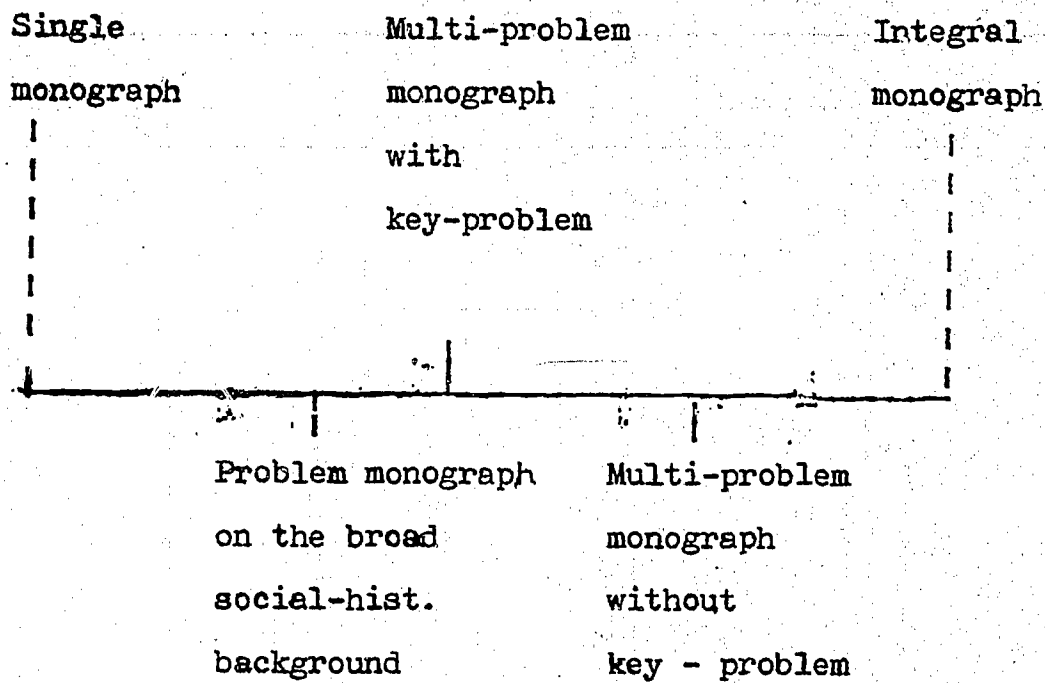 Single
monograph
Multi-problem
monograph
with
key-problem
Integral
monograph
Problem monograph
on the broad
social-hist.
background
Multi-problem
monograph
without
key - problem